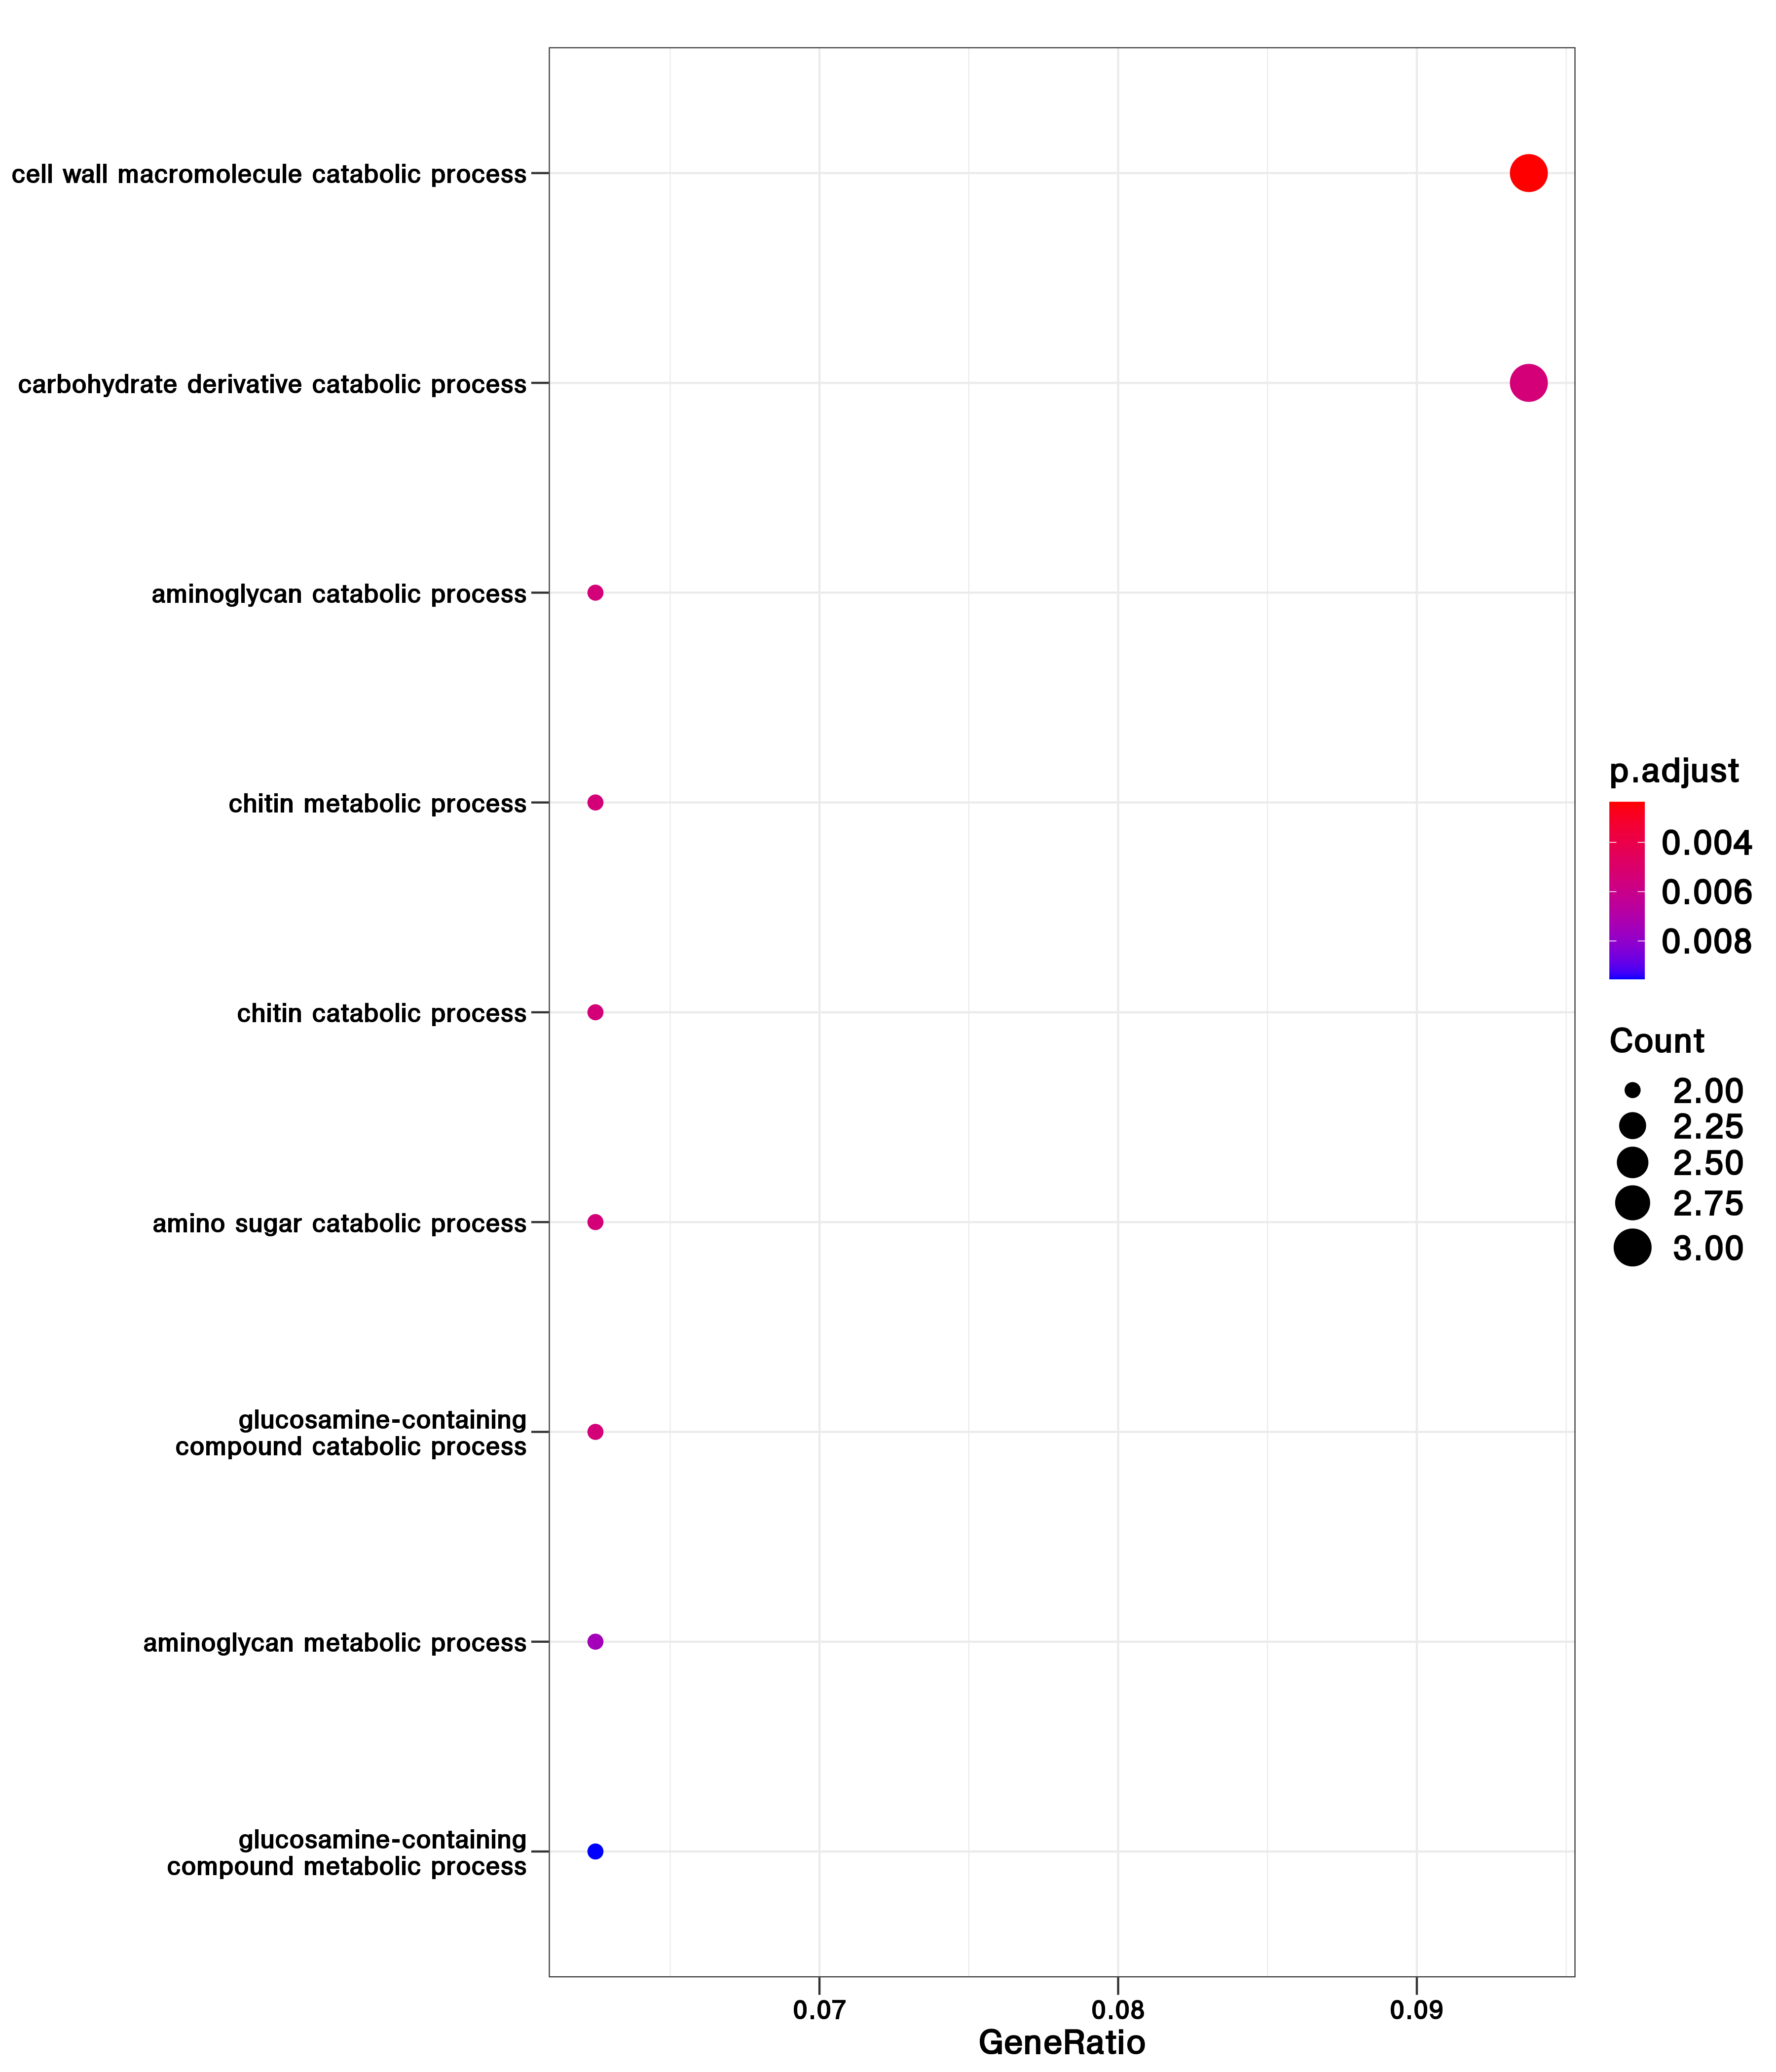 cell wall macromolecule catabolic process
carbohydrate derivative catabolic process
aminoglycan catabolic process
chitin metabolic process
chitin catabolic process
amino sugar catabolic process
glucosamine-containing
compound catabolic process
aminoglycan metabolic process
glucosamine-containing
compound metabolic process
0.07
0.08
0.09
GeneRatio
p.adjust
0.004
0.006
0.008
Count
2.00
2.25
2.50
2.75
3.00